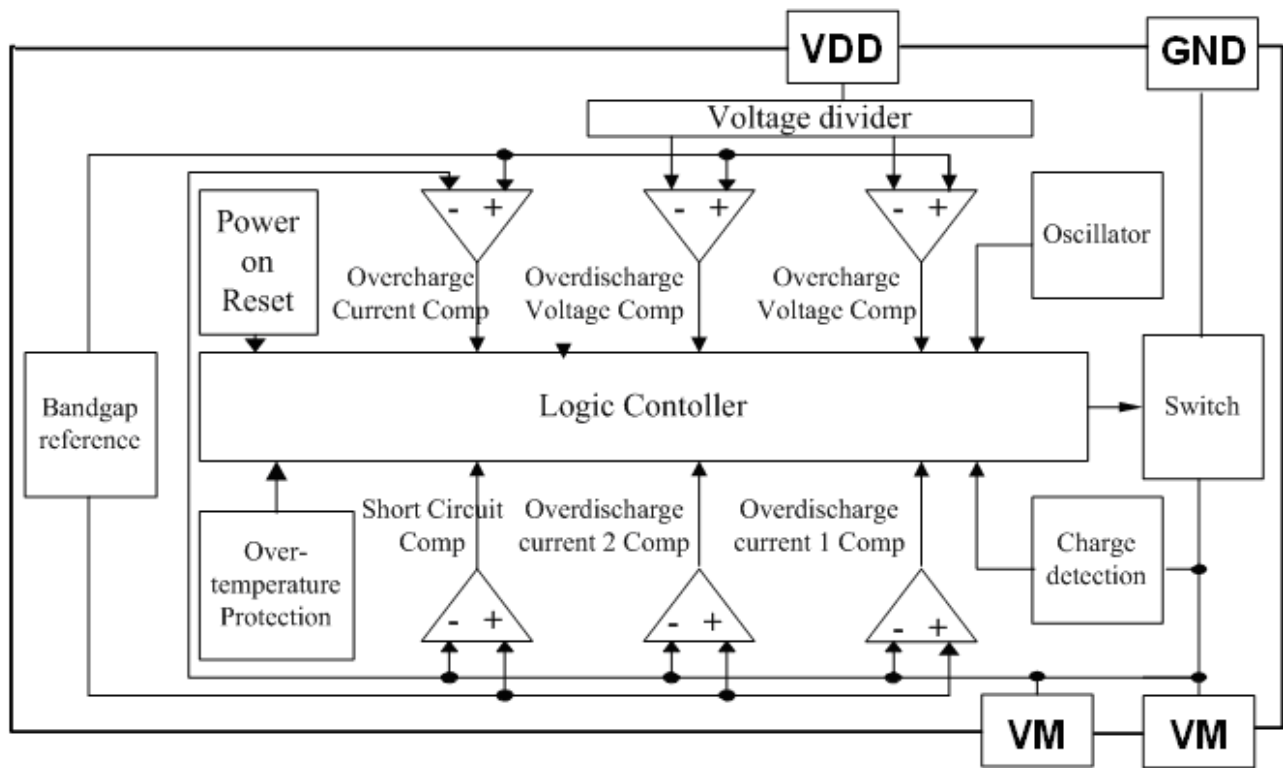 VDD
GND
Voltage divider
- +
- +
- +
Power
on
Reset
Oscillator
Overcharge
Current Comp
Overdischarge
Voltage Comp
Overcharge
Voltage Comp
Bandgap
reference
Logic Contoller
Switch
Short Circuit
Comp
Overdischarge
current 2 Comp
Overdischarge
current 1 Comp
Over-
temperature
Protection
Charge
detection
- +
- +
- +
VM
VM